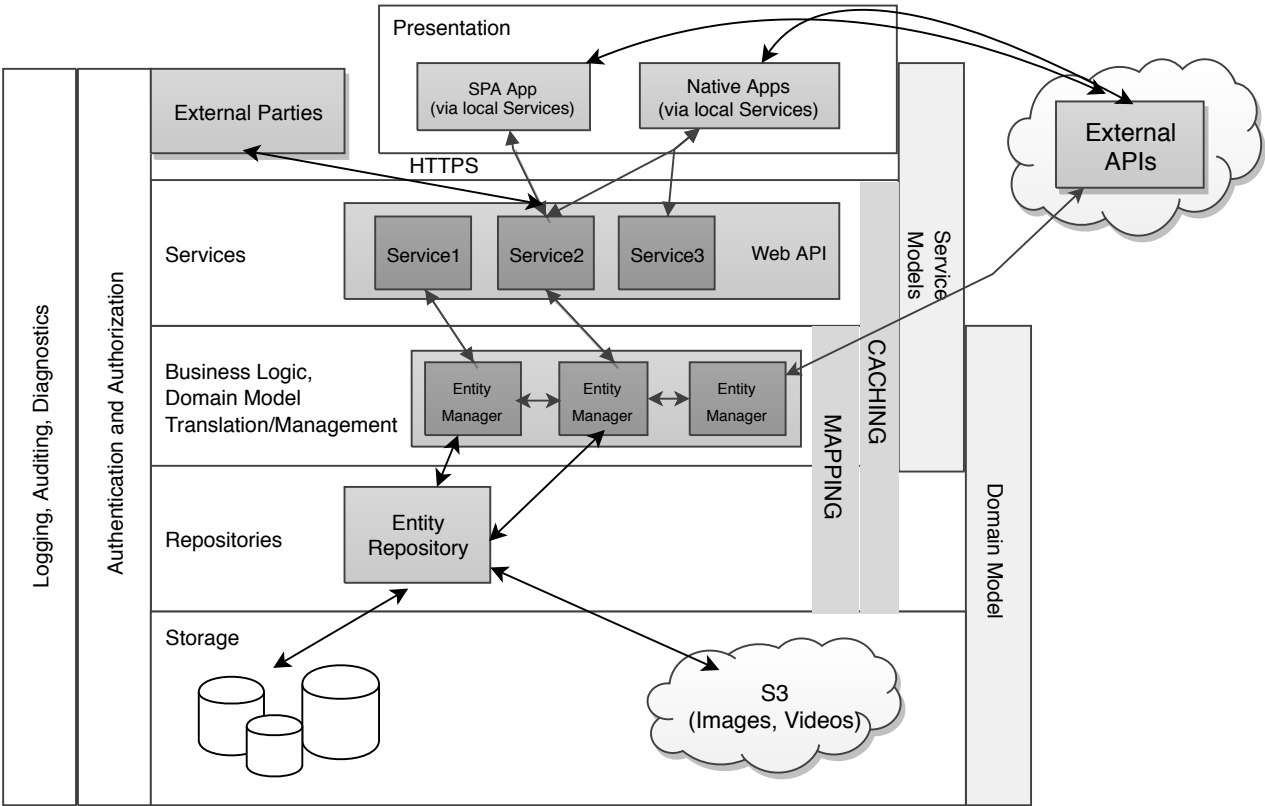 Presentation
SPA App
(via local Services)
Native Apps
(via local Services)
External Parties
External
APIs
HTTPS
Services
Service1
Service2
Service3
Web API
Service
Models
Logging, Auditing, Diagnostics
Authentication and Authorization
Business Logic,
Domain Model
Translation/Management
Entity
Manager
Entity
Manager
Entity
Manager
MAPPING
CACHING
Domain Model
Repositories
Entity
Repository
Storage
S3
(Images, Videos)